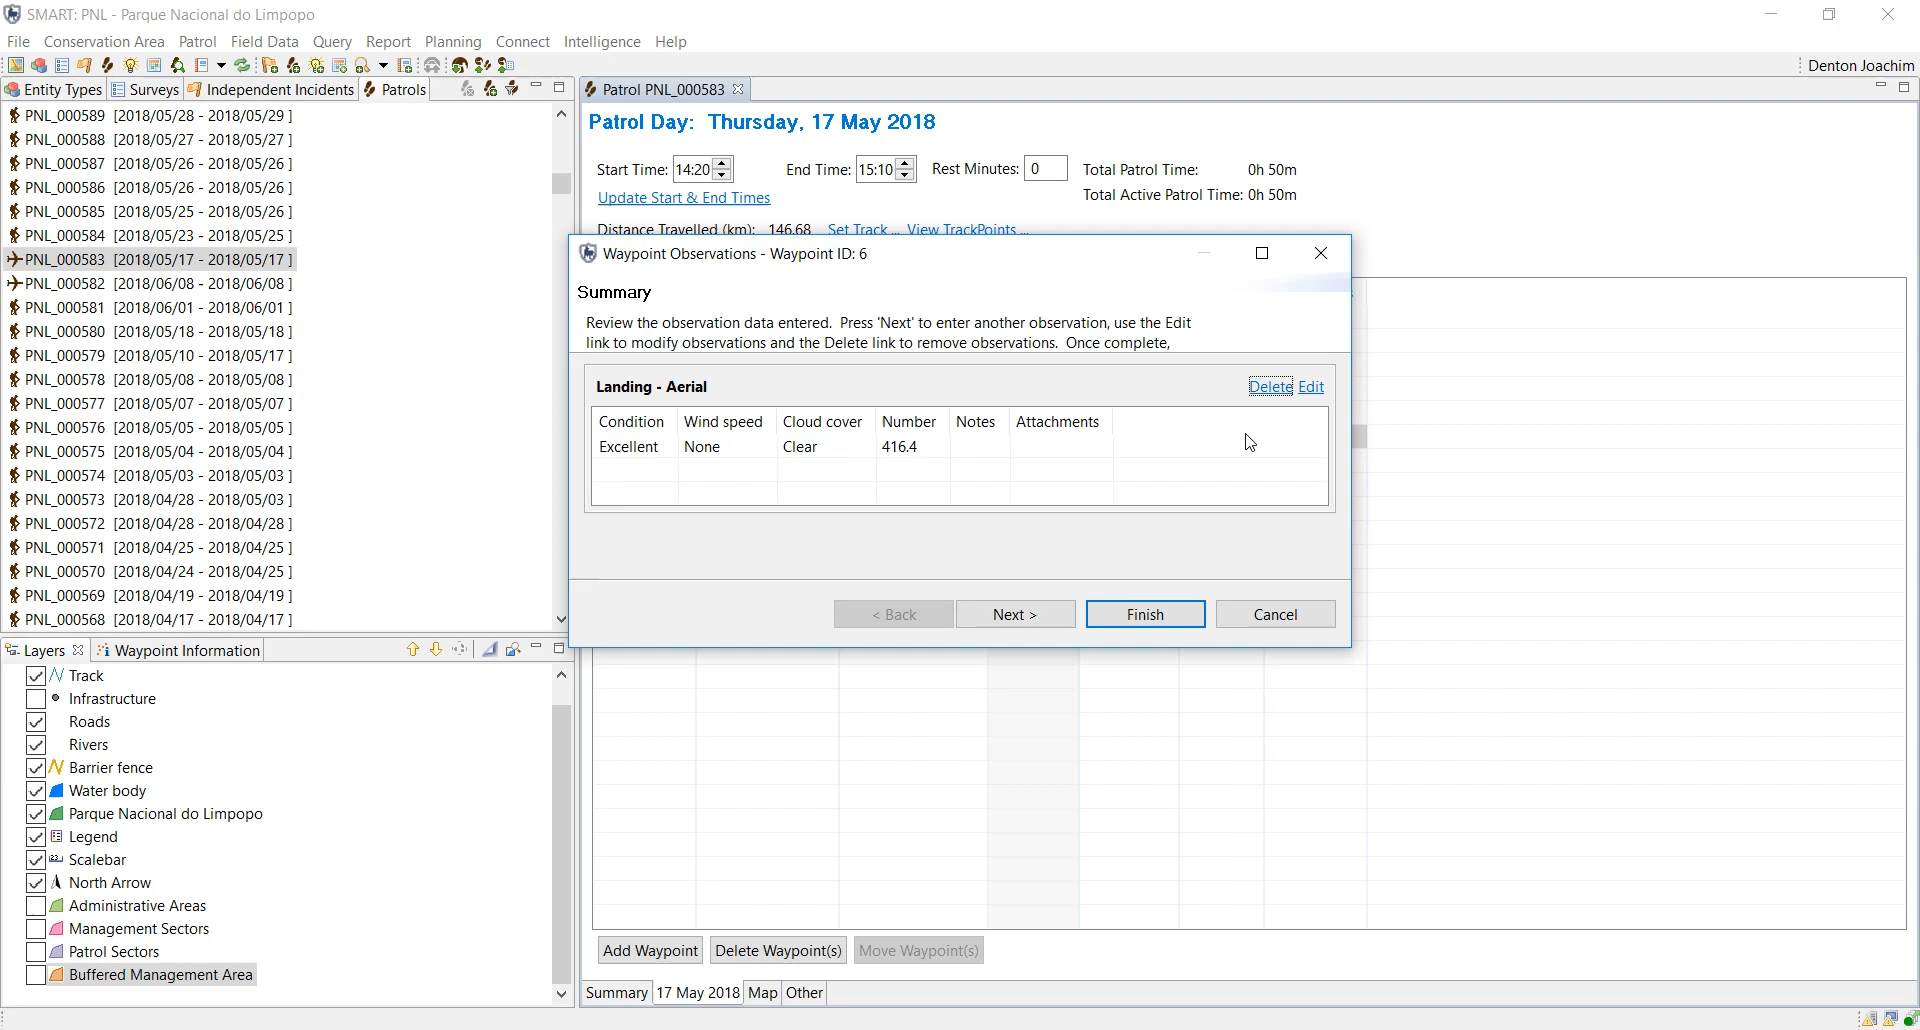 SMART: PNL - Parque Nacional do Limpopo
File Conservation Area Patrol Field Data Query Report Planning Connect Intelligence Help
Denton Joachim
Entity Types Surveys Independent Incidents Patrols
PNL_000589 [2018/05/28 - 2018/05/29 ]
PNL_000588 [2018/05/27 - 2018/05/27 ]
PNL_000587 [2018/05/26 - 2018/05/26 ]
PNL_000586 [2018/05/26 - 2018/05/26 ]
PNL_000585 [2018/05/25 - 2018/05/26 ]
PNL_000584 [2018/05/23 - 2018/05/25 ]
PNL_000583 [2018/05/17 - 2018/05/17 ]
PNL_000582 [2018/06/08 - 2018/06/08 ]
PNL_000581 [2018/06/01 - 2018/06/01 ]
PNL_000580 [2018/05/18 - 2018/05/18 ]
PNL_000579 [2018/05/10 - 2018/05/17 ]
PNL_000578 [2018/05/08 - 2018/05/08 ]
PNL_000577 [2018/05/07 - 2018/05/07 ]
PNL_000576 [2018/05/05 - 2018/05/05 ]
PNL_000575 [2018/05/04 - 2018/05/04 ]
PNL_000574 [2018/05/03 - 2018/05/03 ]
PNL_000573 [2018/04/28 - 2018/05/03 ]
PNL_000572 [2018/04/28 - 2018/04/28 ]
PNL_000571 [2018/04/25 - 2018/04/25 ]
PNL_000570 [2018/04/24 - 2018/04/25 ]
PNL_000569 [2018/04/19 - 2018/04/19 ]
PNL_000568 [2018/04/17 - 2018/04/17 ]
Layers Waypoint Information
Track
Infrastructure
Roads
Rivers
Barrier fence
Water body
Parque Nacional do Limpopo
Legend
Scalebar
North Arrow
Administrative Areas
Management Sectors
Patrol Sectors
Buffered Management Area
Patrol PNL_000583
Patrol Day: Thursday, 17 May 2018
Start Time: 14:20 End Time: 15:10 Rest Minutes: 0 Total Patrol Time: 0h 50m
Update Start & End Times Total Active Patrol Time: 0h 50m
Distance Travelled (km): 146.68 Set Track ... View TrackPoints ...
Waypoint Observations - Waypoint ID: 6
Summary
Review the observation data entered. Press 'Next' to enter another observation, use the Edit
link to modify observations and the Delete link to remove observations. Once complete,
Landing - Aerial Delete Edit
Condition Wind speed Cloud cover Number Notes Attachments
Excellent None Clear 416.4
< Back Next > Finish Cancel
Add Waypoint Delete Waypoint(s) Move Waypoint(s)
Summary 17 May 2018 Map Other